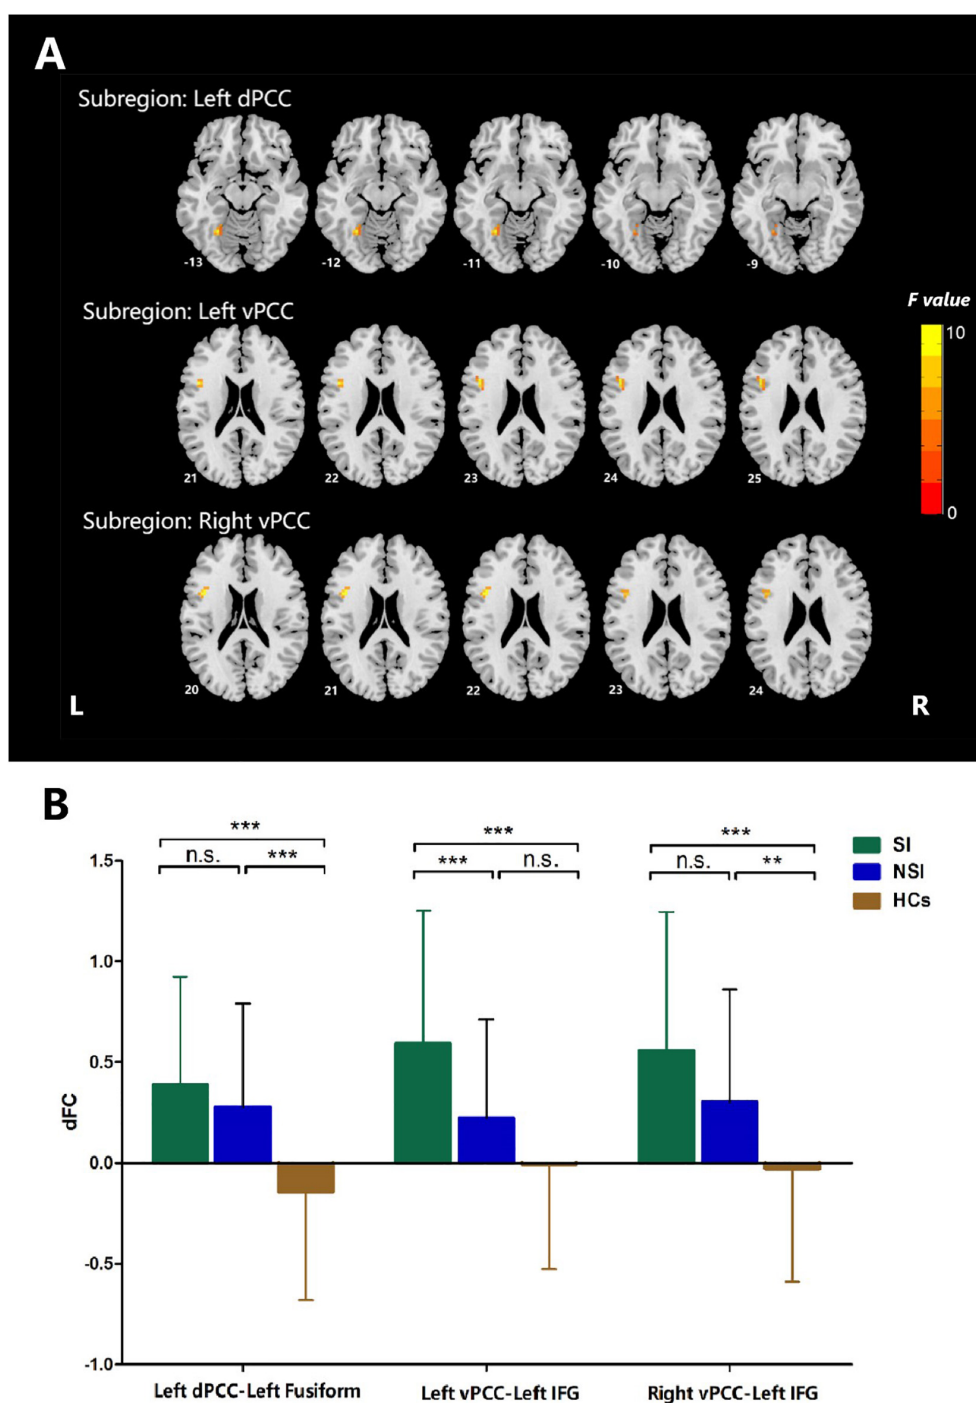 A
Subregion: Left dPCC
-13 -12 -11 -10 -9
Subregion: Left vPCC
F value
10
0
21 22 23 24 25
Subregion: Right vPCC
20 21 22 23 24
L R
B
*** *** ***
n.s. *** *** n.s. n.s. **
SI
NSI
HCs
dFC
1.5
1.0
0.5
0.0
-0.5
-1.0
Left dPCC-Left Fusiform Left vPCC-Left IFG Right vPCC-Left IFG